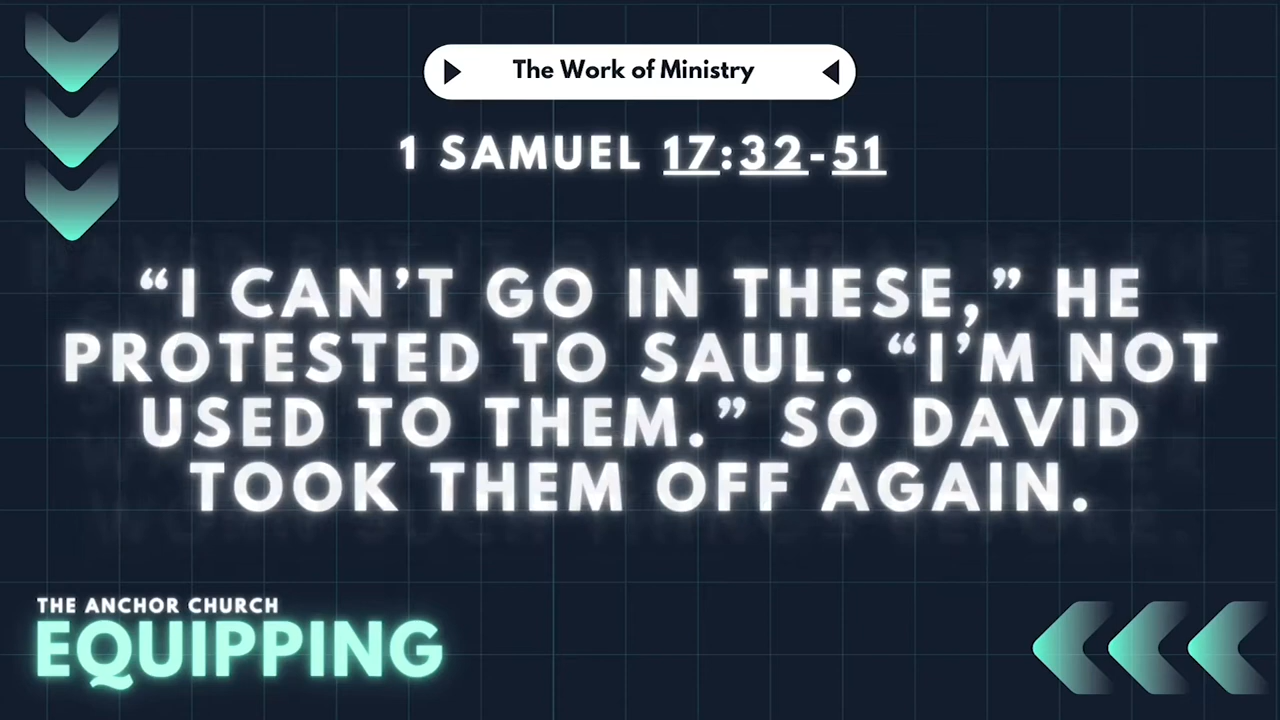 The Work of Ministry
1 SAMUEL 17:32-51
“I CAN’T GO IN THESE,” HE
PROTESTED TO SAUL. “I’M NOT
USED TO THEM.” SO DAVID
TOOK THEM OFF AGAIN.
THE ANCHOR CHURCH
EQUIPPING